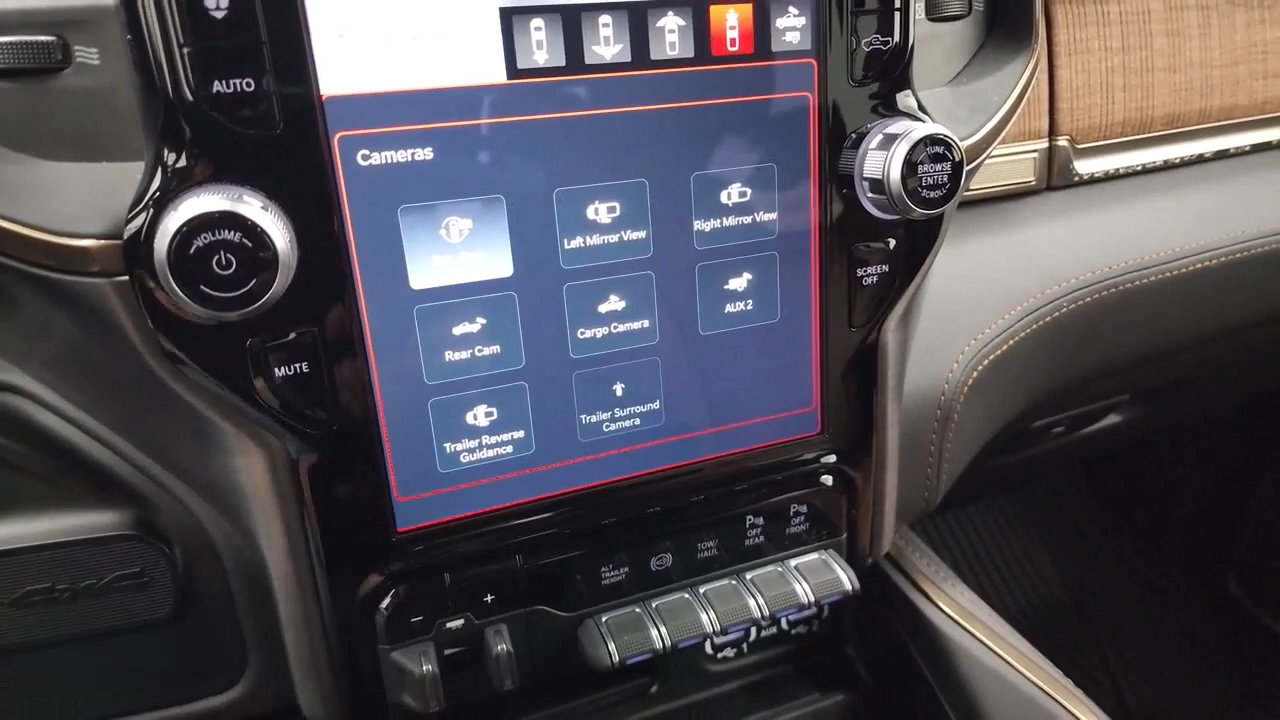 AUTO
Cameras
Left Mirror View
Right Mirror View
Rear Cam
Cargo Camera
AUX 2
Trailer Reverse
Guidance
Trailer Surround
Camera
VOLUME
MUTE
TUNE
BROWSE
ENTER
SCROLL
SCREEN
OFF
ALT
TRAILER
HEIGHT
TOW/
HAUL
P
OFF
REAR
P
OFF
FRONT
- +
AUX